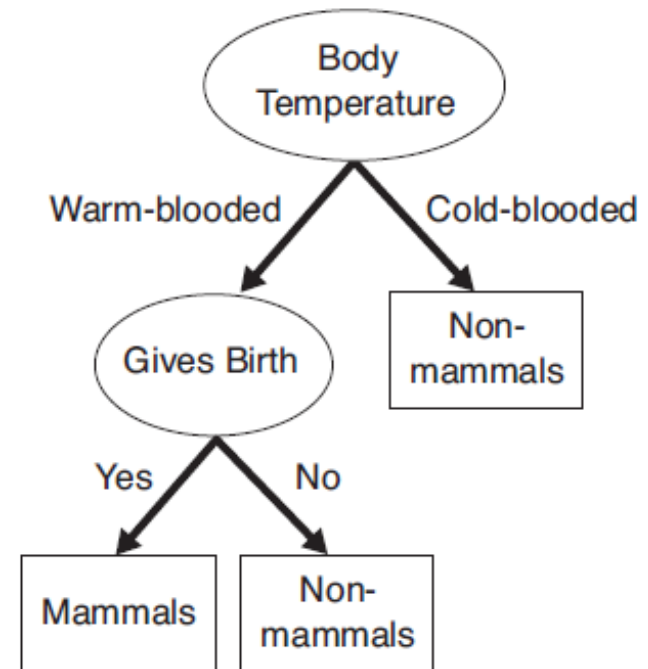 Body
Temperature
Warm-blooded
Cold-blooded
Gives Birth
Non-
mammals
Yes
No
Mammals
Non-
mammals